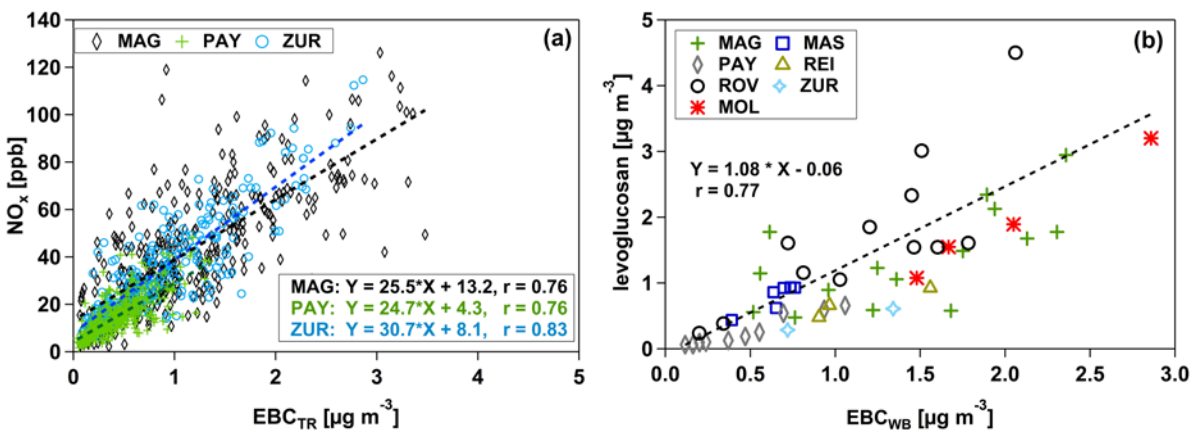 (a)
MAG PAY ZUR
140
120
100
80
60
40
20
0
NOx [ppb]
MAG: Y = 25.5*X + 13.2, r = 0.76
PAY: Y = 24.7*X + 4.3, r = 0.76
ZUR: Y = 30.7*X + 8.1, r = 0.83
0 1 2 3 4 5
EBCTR [µg m-3]
(b)
MAG MAS
PAY REI
ROV ZUR
MOL
5
4
3
2
1
0
levoglucosan [µg m-3]
Y = 1.08 * X - 0.06
r = 0.77
0.0 0.5 1.0 1.5 2.0 2.5 3.0
EBCWB [µg m-3]